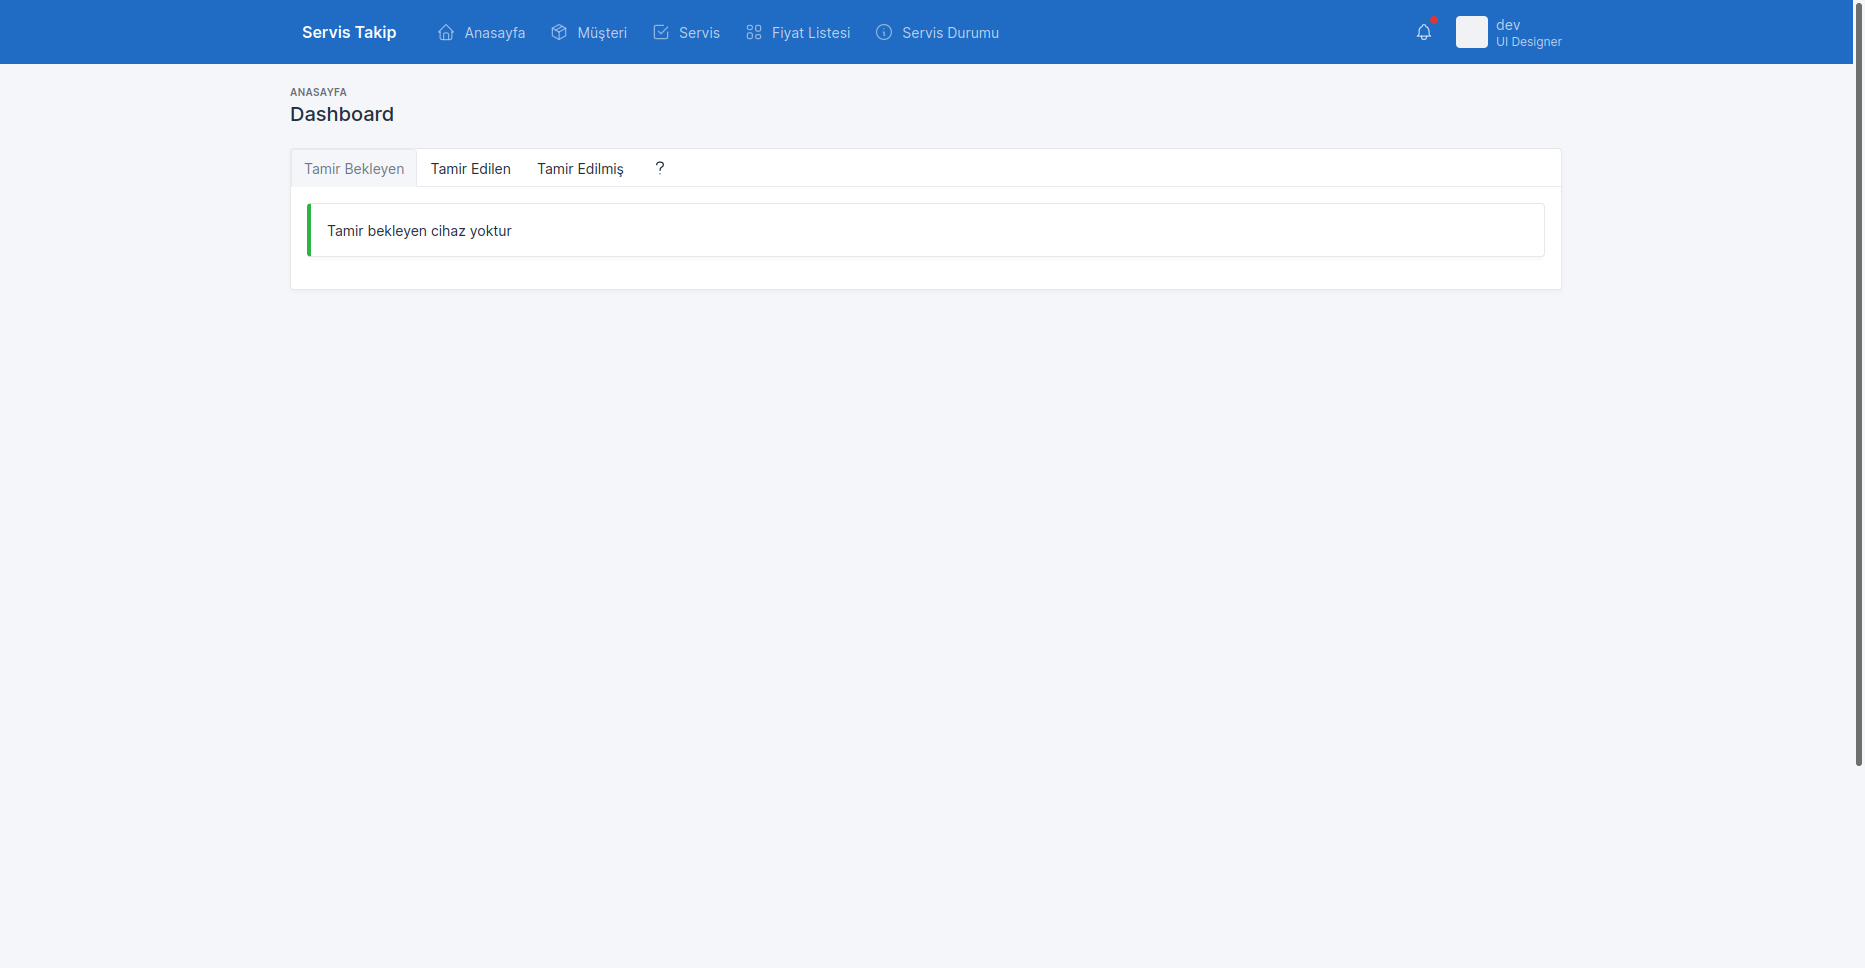 Servis Takip Anasayfa Müşteri Servis Fiyat Listesi Servis Durumu dev
UI Designer
ANASAYFA
Dashboard
Tamir Bekleyen Tamir Edilen Tamir Edilmiş ?
Tamir bekleyen cihaz yoktur